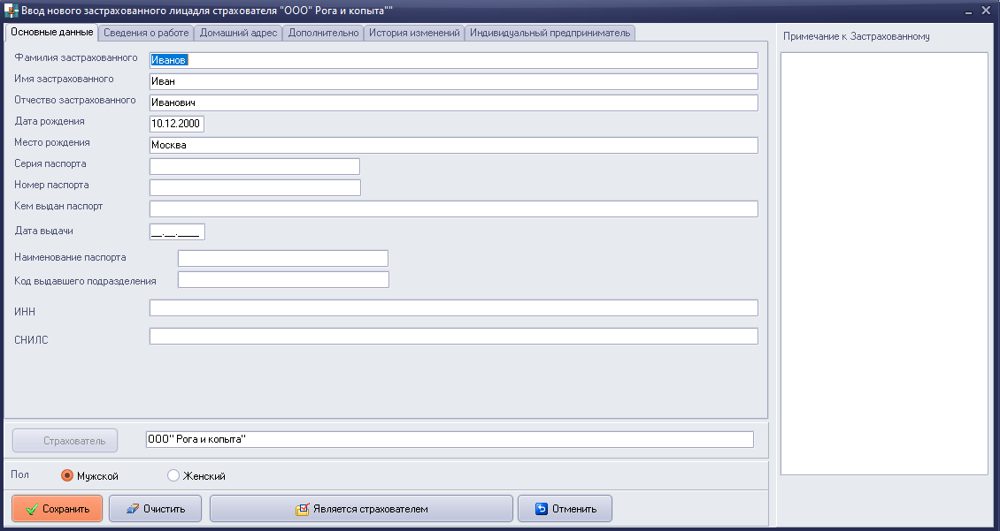 Ввод нового застрахованного лицадля страхователя "ООО" Рога и копыта""
Основные данные
Сведения о работе
Домашний адрес
Дополнительно
История изменений
Индивидуальный предприниматель
Примечание к Застрахованному
Фамилия застрахованного
Иванов
Имя застрахованного
Иван
Отчество застрахованного
Иванович
Дата рождения
10.12.2000
Место рождения
Москва
Серия паспорта
Номер паспорта
Кем выдан паспорт
Дата выдачи
__.__.____
Наименование паспорта
Код выдавшего подразделения
ИНН
СНИЛС
Страхователь
ООО" Рога и копыта"
Пол
Мужской
Женский
Сохранить
Очистить
Является страхователем
Отменить